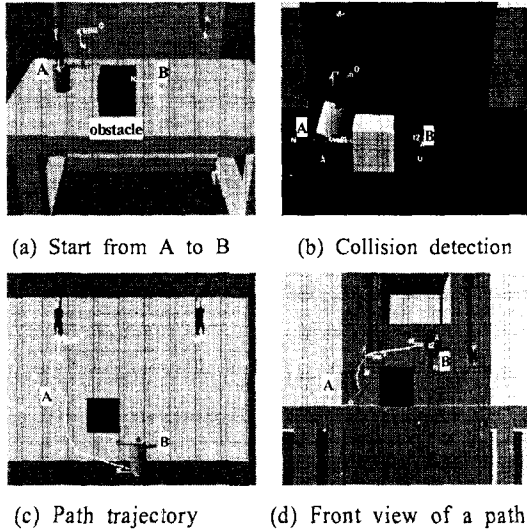 A
B
obstacle
A
B
(a) Start from A to B
(b) Collision detection
A
B
A
B
(c) Path trajectory
(d) Front view of a path